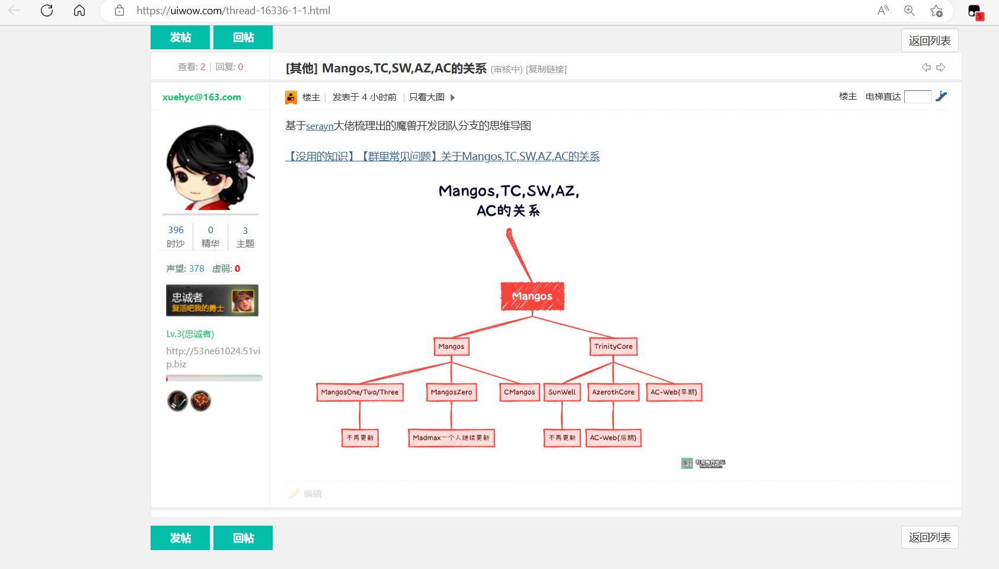 https://uiwow.com/thread-16336-1-1.html
5
发帖
回帖
返回列表
查看: 2 | 回复: 0
[其他] Mangos,TC,SW,AZ,AC的关系 (审核中) [复制链接]
xuehyc@163.com
楼主 | 发表于 4 小时前 | 只看大图
楼主 电梯直达
基于serayn大佬梳理出的魔兽开发团队分支的思维导图
【没用的知识】【群里常见问题】关于Mangos,TC,SW,AZ,AC的关系
396 0 3
时沙 精华 主题
声望: 378 虚弱: 0
忠诚者
复活吧我的勇士
Lv.3(忠诚者)
http://53ne61024.51vi
p.biz
Mangos,TC,SW,AZ,
AC的关系
Mangos
Mangos TrinityCore
MangosOne/Two/Three MangosZero CMangos SunWell AzerothCore AC-Web(早期)
不再更新 Madmax一个人继续更新 不再更新 AC-Web(后期)
有爱魔兽论坛
uiwow.com
编辑
发帖
回帖
返回列表